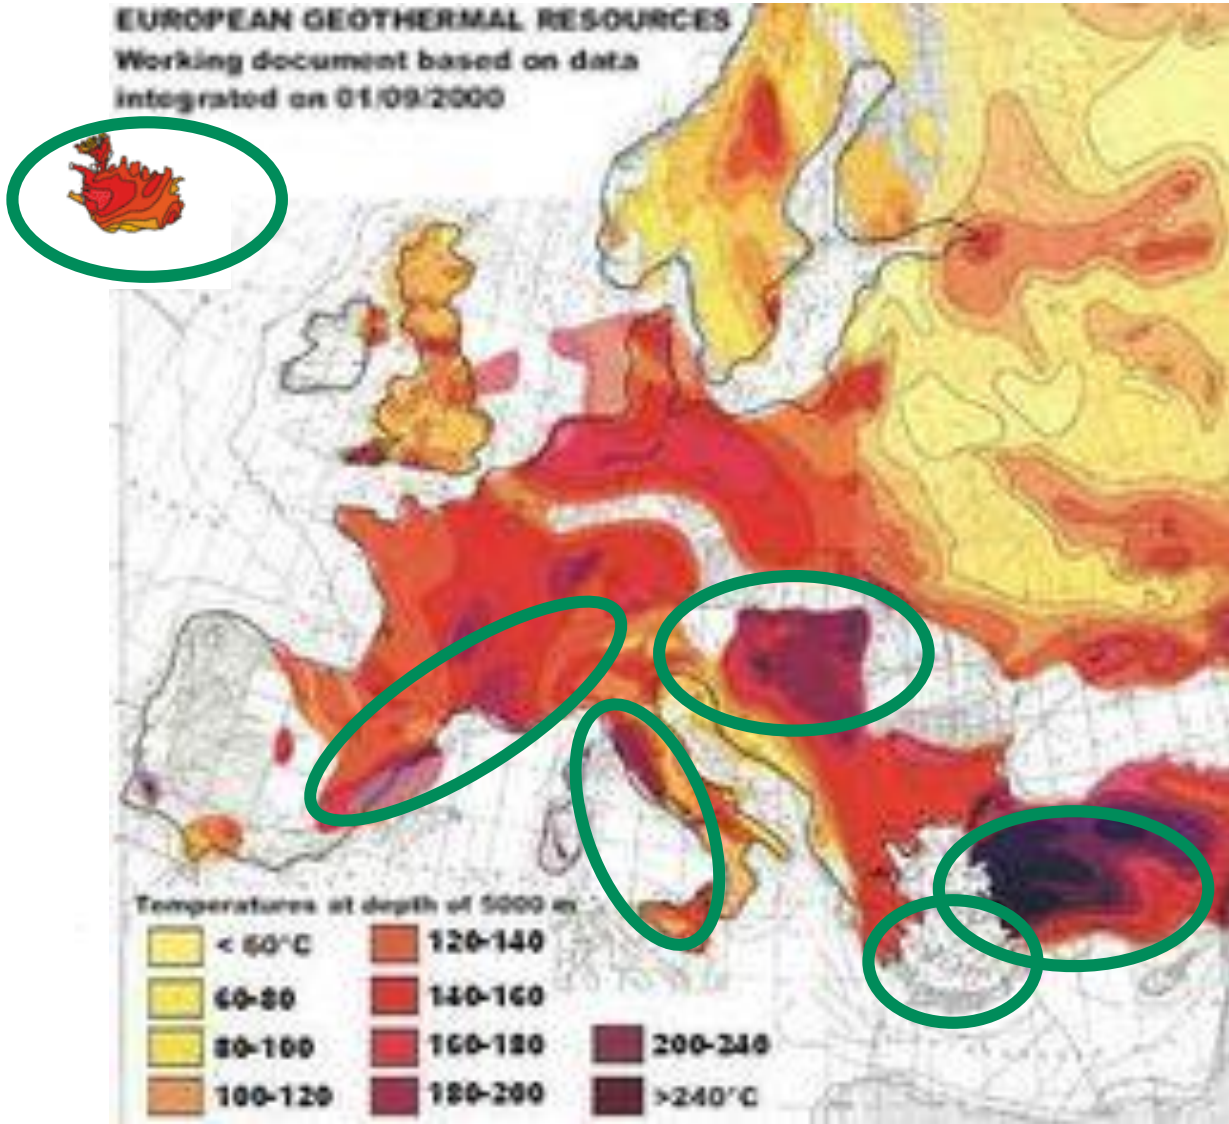 EUROPEAN GEOTHERMAL RESOURCES
Working document based on data
integrated on 01/09/2000
Temperatures at depth of 5000 m
< 60°C
60-80
80-100
100-120
120-140
140-160
160-180
180-200
200-240
>240°C